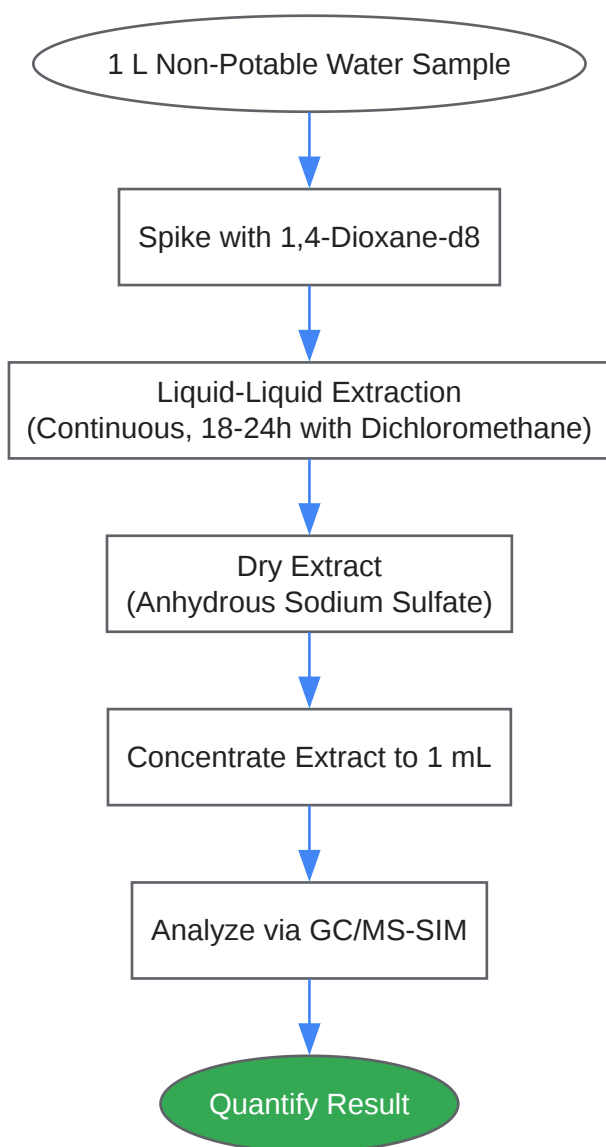 1 L Non-Potable Water Sample
Spike with 1,4-Dioxane-d8
Liquid-Liquid Extraction
(Continuous, 18-24h with Dichloromethane)
Dry Extract
(Anhydrous Sodium Sulfate)
Concentrate Extract to 1 mL
Analyze via GC/MS-SIM
Quantify Result